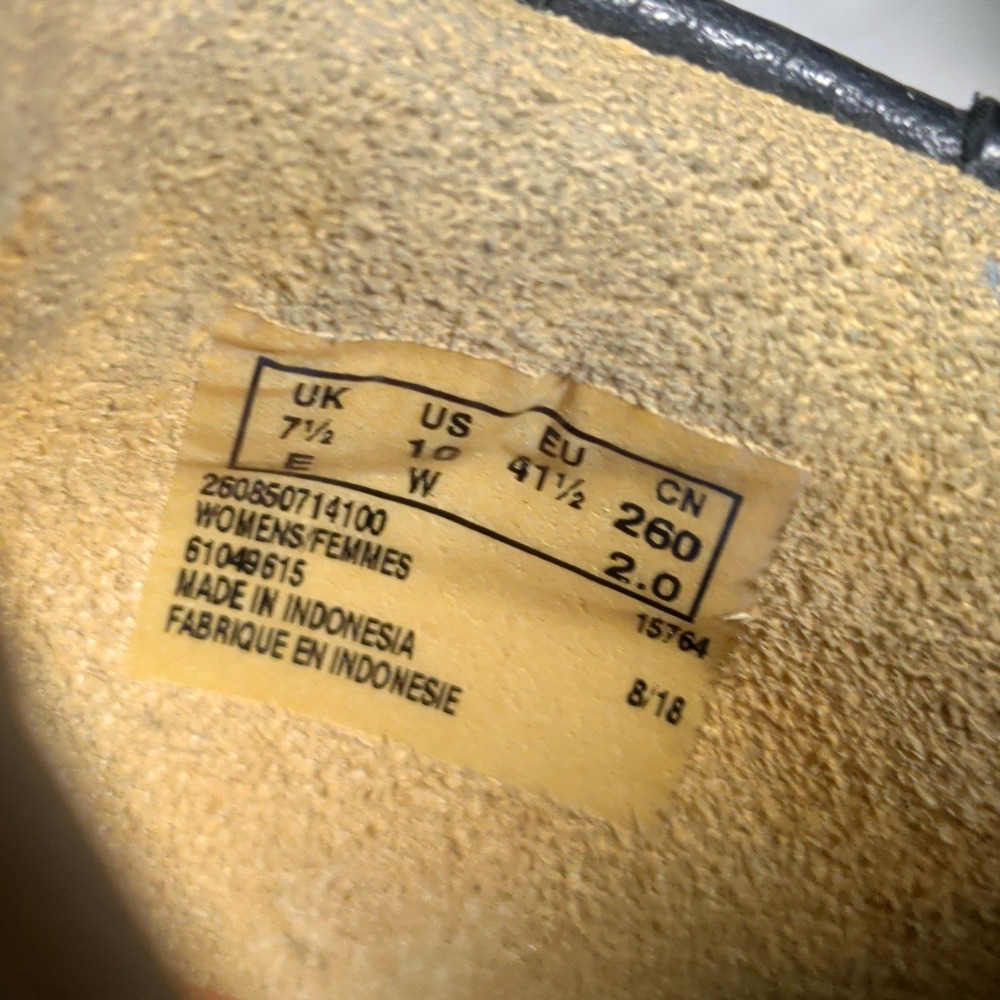 UK US EU CN
7½ 10 41½ 260
E W 2.0
260850714100 15764
WOMENS/FEMMES
61049615
MADE IN INDONESIA 8/18
FABRIQUE EN INDONESIE